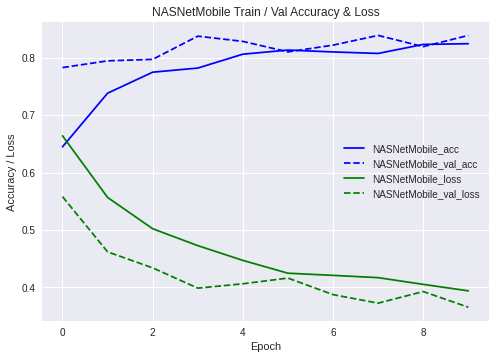 NASNetMobile Train / Val Accuracy & Loss
Accuracy / Loss
0.8
0.7
0.6
0.5
0.4
NASNetMobile_acc
NASNetMobile_val_acc
NASNetMobile_loss
NASNetMobile_val_loss
0 2 4 6 8
Epoch